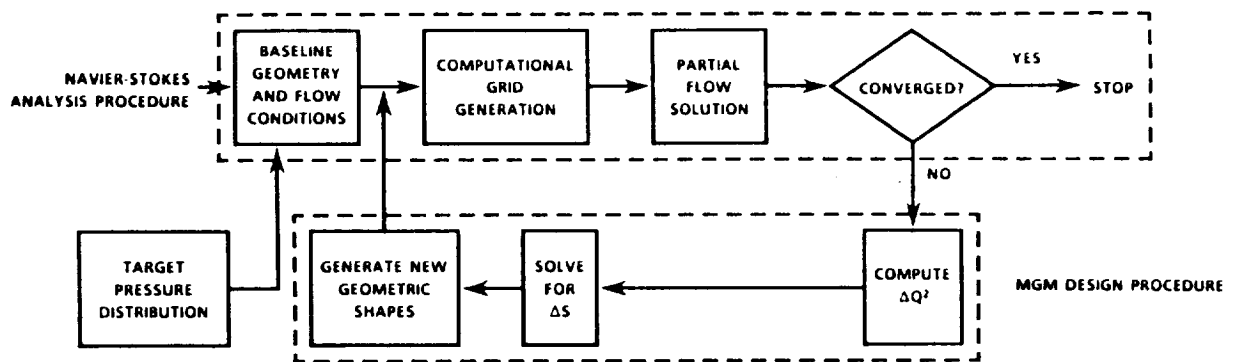 NAVIER-STOKES
ANALYSIS PROCEDURE
BASELINE
GEOMETRY
AND FLOW
CONDITIONS
COMPUTATIONAL
GRID
GENERATION
PARTIAL
FLOW
SOLUTION
CONVERGED?
YES
STOP
NO
TARGET
PRESSURE
DISTRIBUTION
GENERATE NEW
GEOMETRIC
SHAPES
SOLVE
FOR
ΔS
COMPUTE
ΔQ²
MGM DESIGN PROCEDURE